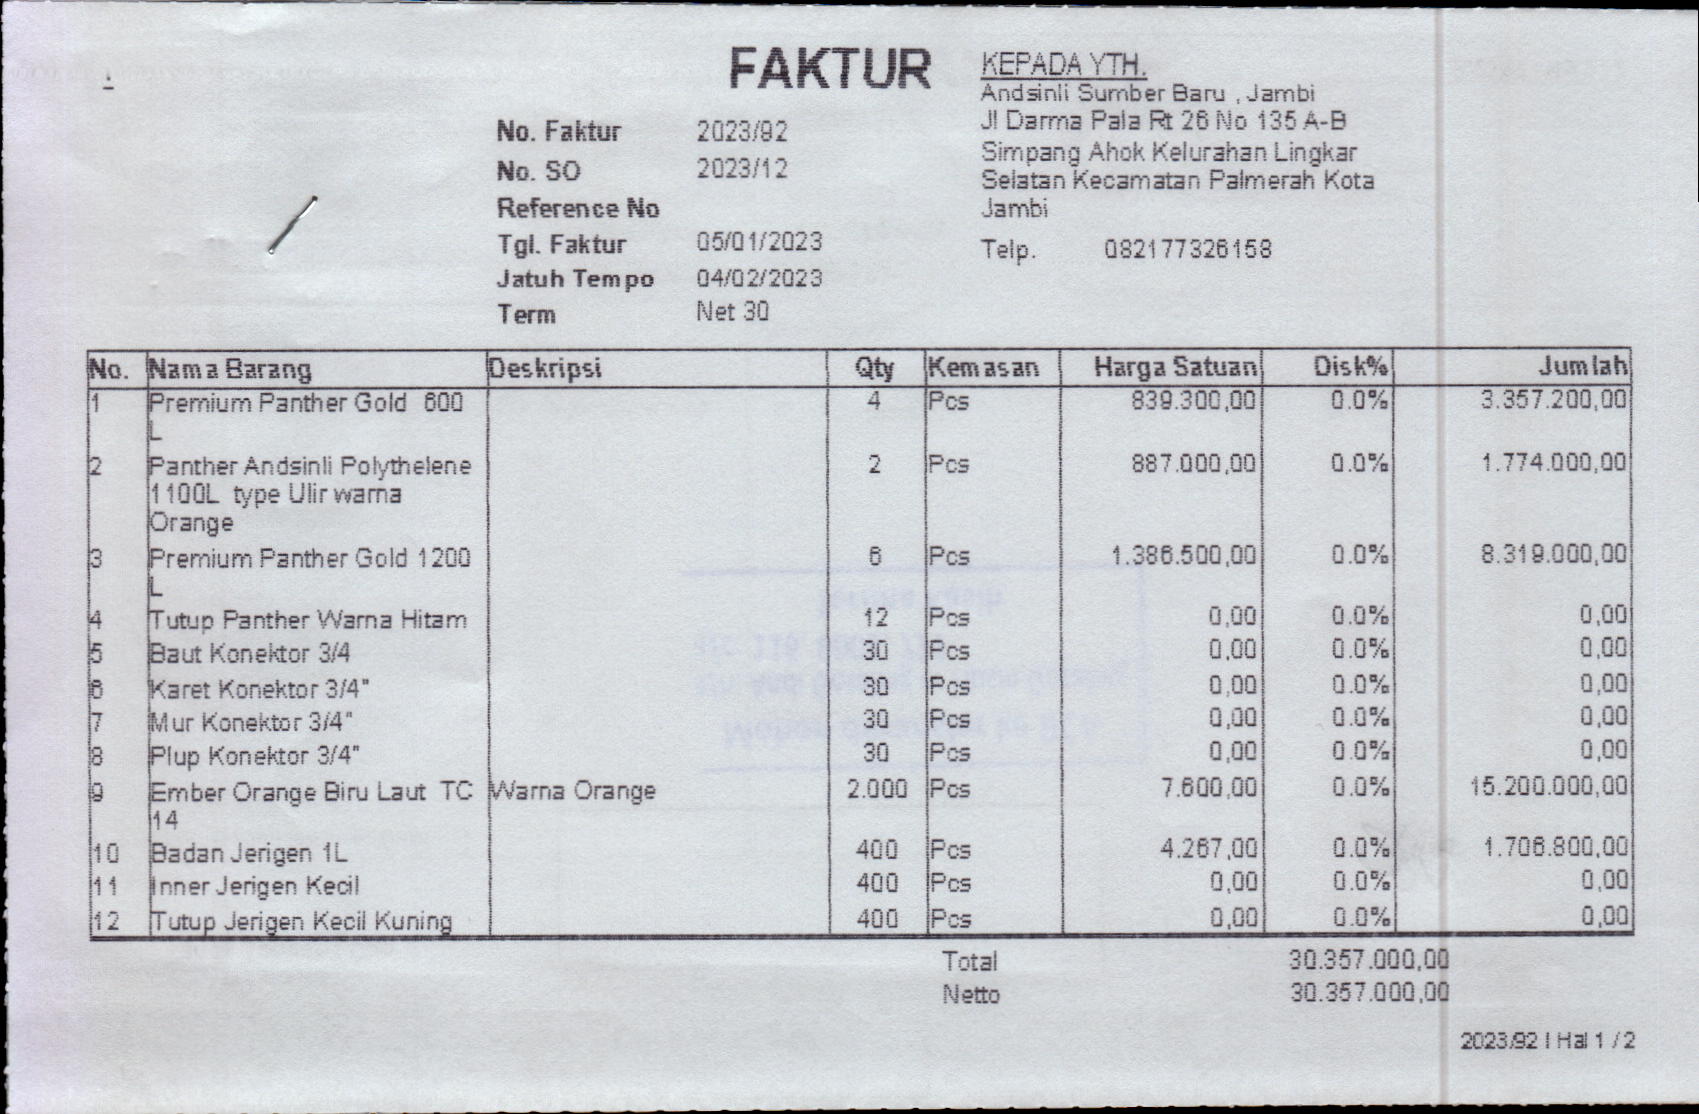 FAKTUR
No. Faktur 2023/92
No. SO 2023/12
Reference No
Tgl. Faktur 05/01/2023
Jatuh Tempo 04/02/2023
Term Net 30
KEPADA YTH.
Andsinli Sumber Baru , Jambi
Jl Darma Pala Rt 26 No 135 A-B
Simpang Ahok Kelurahan Lingkar
Selatan Kecamatan Palmerah Kota
Jambi
Telp. 082177326158
No. Nama Barang Deskripsi Qty Kemasan Harga Satuan Disk% Jumlah
1 Premium Panther Gold 600 4 Pcs 839.300,00 0.0% 3.357.200,00
L
2 Panther Andsinli Polythelene 2 Pcs 887.000,00 0.0% 1.774.000,00
1100L type Ulir warna
Orange
3 Premium Panther Gold 1200 6 Pcs 1.386.500,00 0.0% 8.319.000,00
L
4 Tutup Panther Warna Hitam 12 Pcs 0,00 0.0% 0,00
5 Baut Konektor 3/4 30 Pcs 0,00 0.0% 0,00
6 Karet Konektor 3/4" 30 Pcs 0,00 0.0% 0,00
7 Mur Konektor 3/4" 30 Pcs 0,00 0.0% 0,00
8 Plup Konektor 3/4" 30 Pcs 0,00 0.0% 0,00
9 Ember Orange Biru Laut TC Warna Orange 2.000 Pcs 7.600,00 0.0% 15.200.000,00
14
10 Badan Jerigen 1L 400 Pcs 4.267,00 0.0% 1.706.800,00
11 Inner Jerigen Kecil 400 Pcs 0,00 0.0% 0,00
12 Tutup Jerigen Kecil Kuning 400 Pcs 0,00 0.0% 0,00
Total 30.357.000,00
Netto 30.357.000,00
2023/92 | Hal 1 / 2